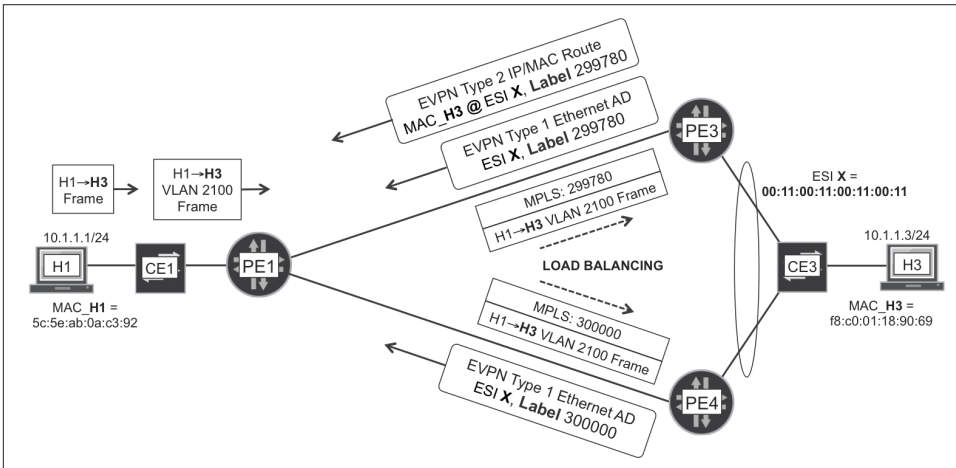 EVPN Type 2 IP/MAC Route
MAC_H3 @ ESI X, Label 299780
EVPN Type 1 Ethernet AD
ESI X, Label 299780
PE3
H1→H3
Frame
H1→H3
VLAN 2100
Frame
MPLS: 299780
H1→H3 VLAN 2100 Frame
ESI X =
00:11:00:11:00:11:00:11
10.1.1.1/24
H1
CE1
PE1
LOAD BALANCING
10.1.1.3/24
CE3
H3
MAC_H1 =
5c:5e:ab:0a:c3:92
MAC_H3 =
f8:c0:01:18:90:69
MPLS: 300000
H1→H3 VLAN 2100 Frame
EVPN Type 1 Ethernet AD
ESI X, Label 300000
PE4